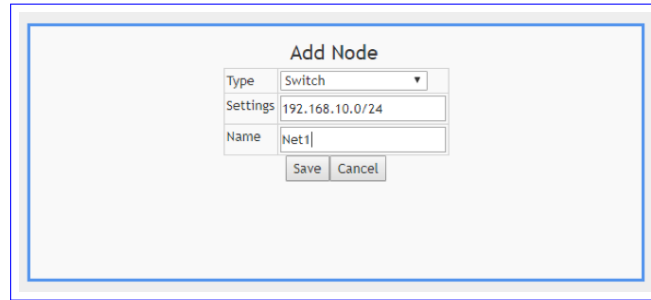 Add Node
Type Switch
Settings 192.168.10.0/24
Name Net1
Save Cancel